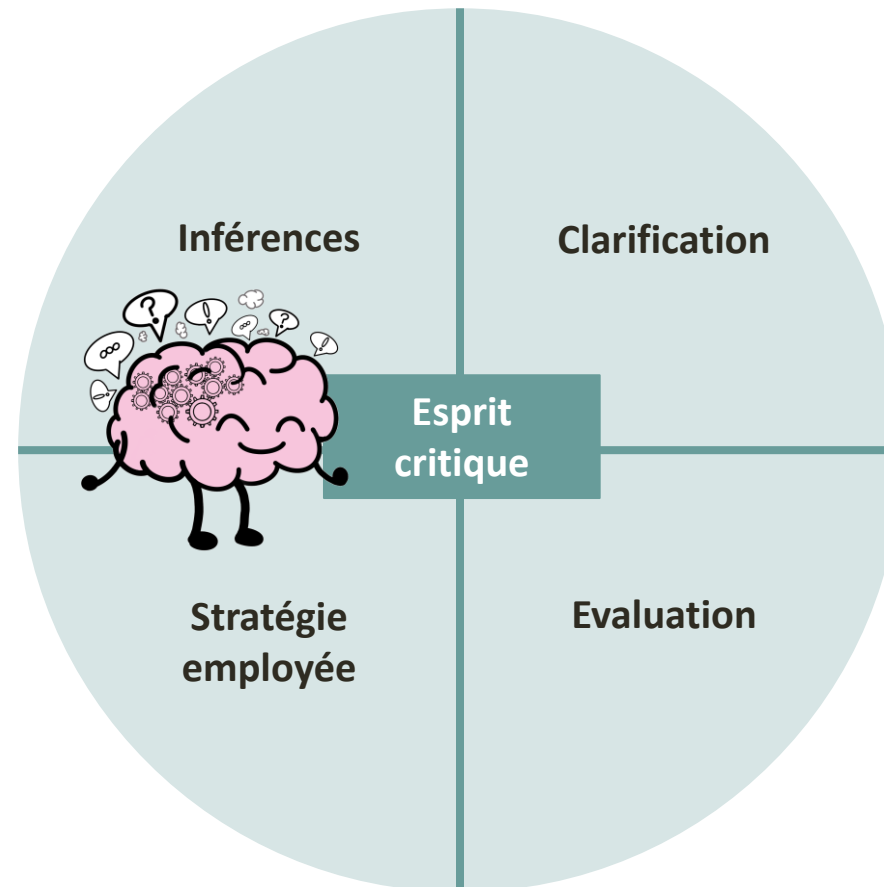 Inférences
Clarification
Esprit
critique
Stratégie
employée
Evaluation